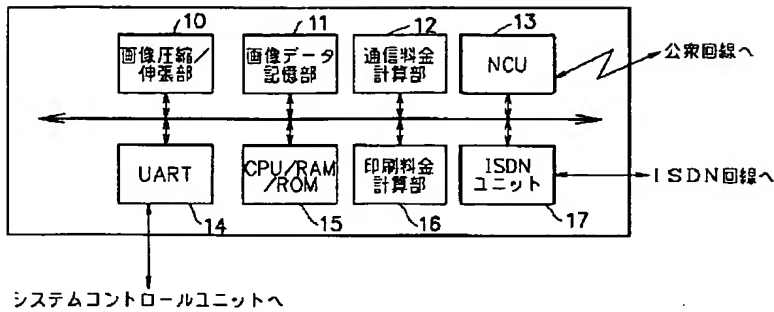 10
11
12
13
画像圧縮/
伸張部
画像データ
記憶部
通信料金
計算部
NCU
公衆回線へ
UART
CPU/RAM
/ROM
印刷料金
計算部
ISDN
ユニット
ISDN回線へ
14
15
16
17
システムコントロールユニットへ